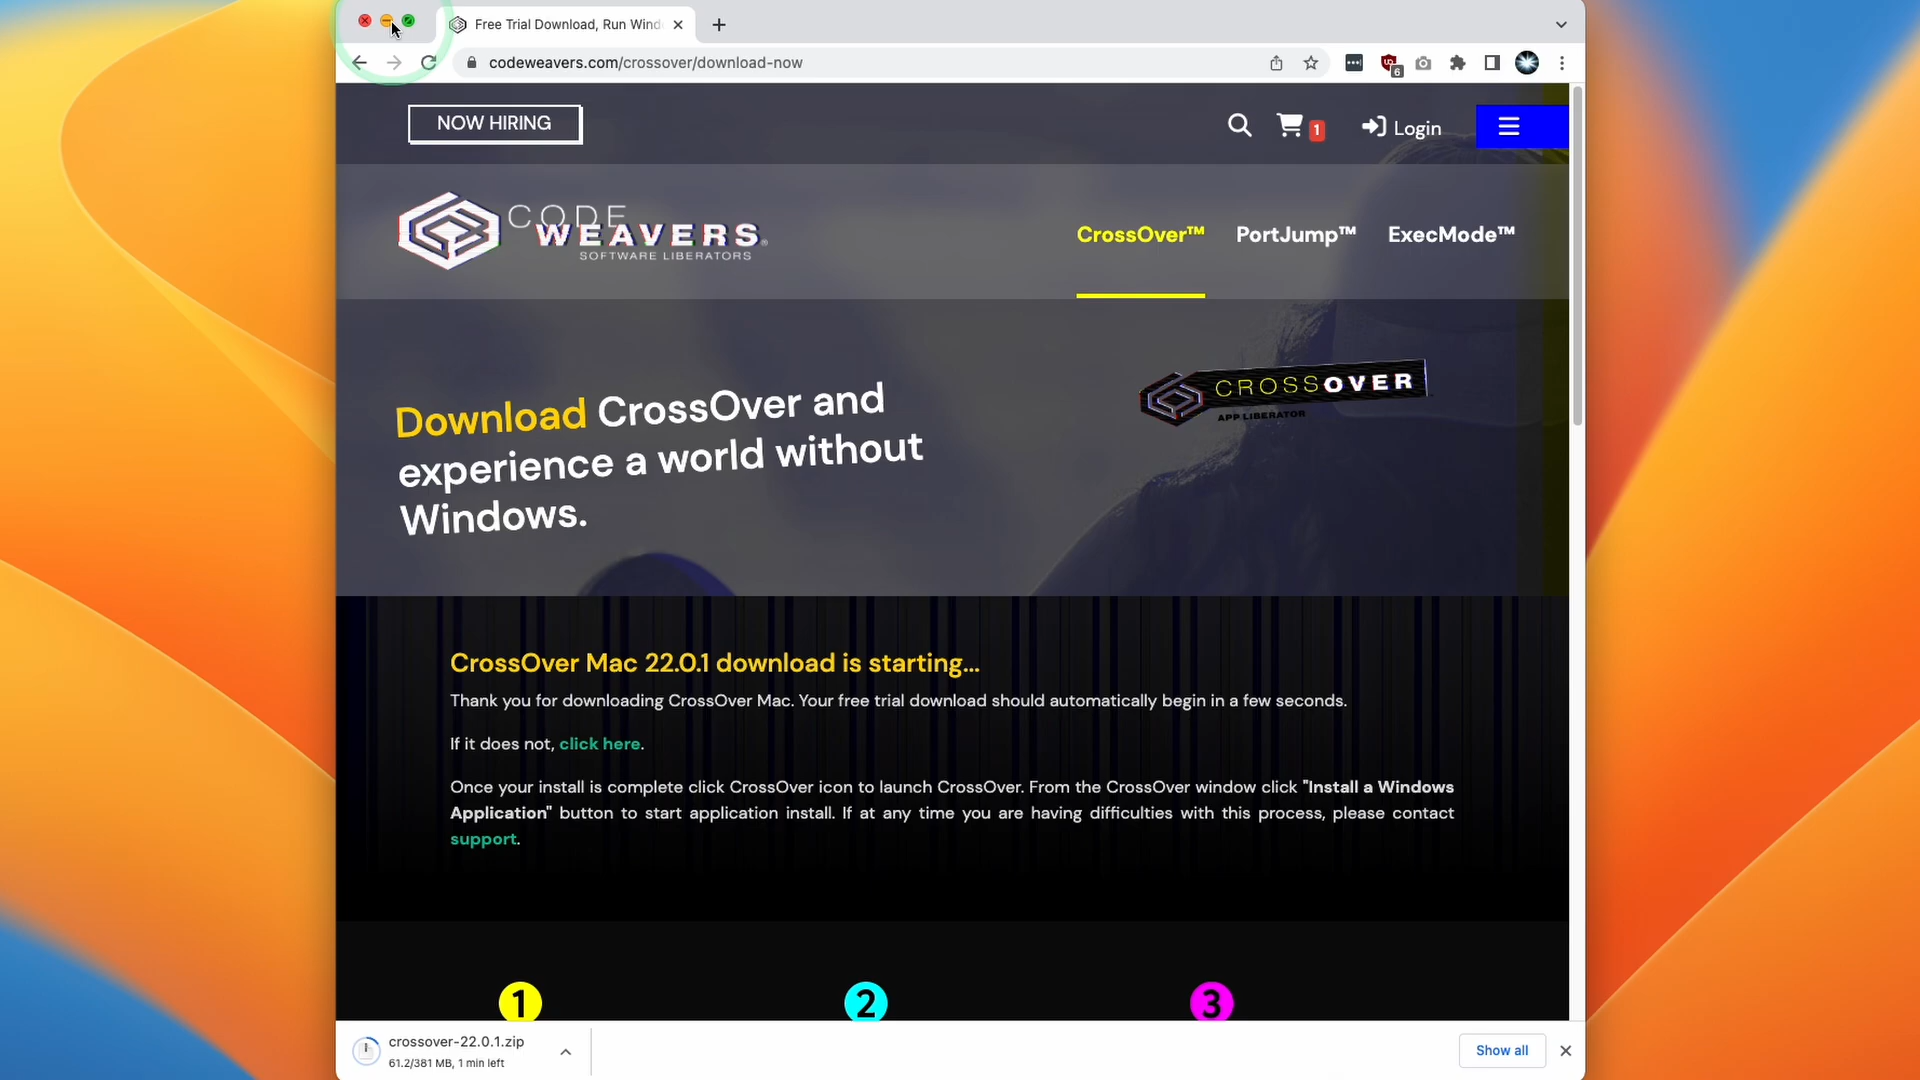 Free Trial Download, Run Wind
codeweavers.com/crossover/download-now
6
NOW HIRING
1
Login
CODE
WEAVERS®
SOFTWARE LIBERATORS
CrossOver™
PortJump™
ExecMode™
CROSSOVER
APP LIBERATOR
Download CrossOver and
experience a world without
Windows.
CrossOver Mac 22.0.1 download is starting...
Thank you for downloading CrossOver Mac. Your free trial download should automatically begin in a few seconds.
If it does not, click here.
Once your install is complete click CrossOver icon to launch CrossOver. From the CrossOver window click "Install a Windows
Application" button to start application install. If at any time you are having difficulties with this process, please contact
support.
1
2
3
crossover-22.0.1.zip
61.2/381 MB, 1 min left
Show all